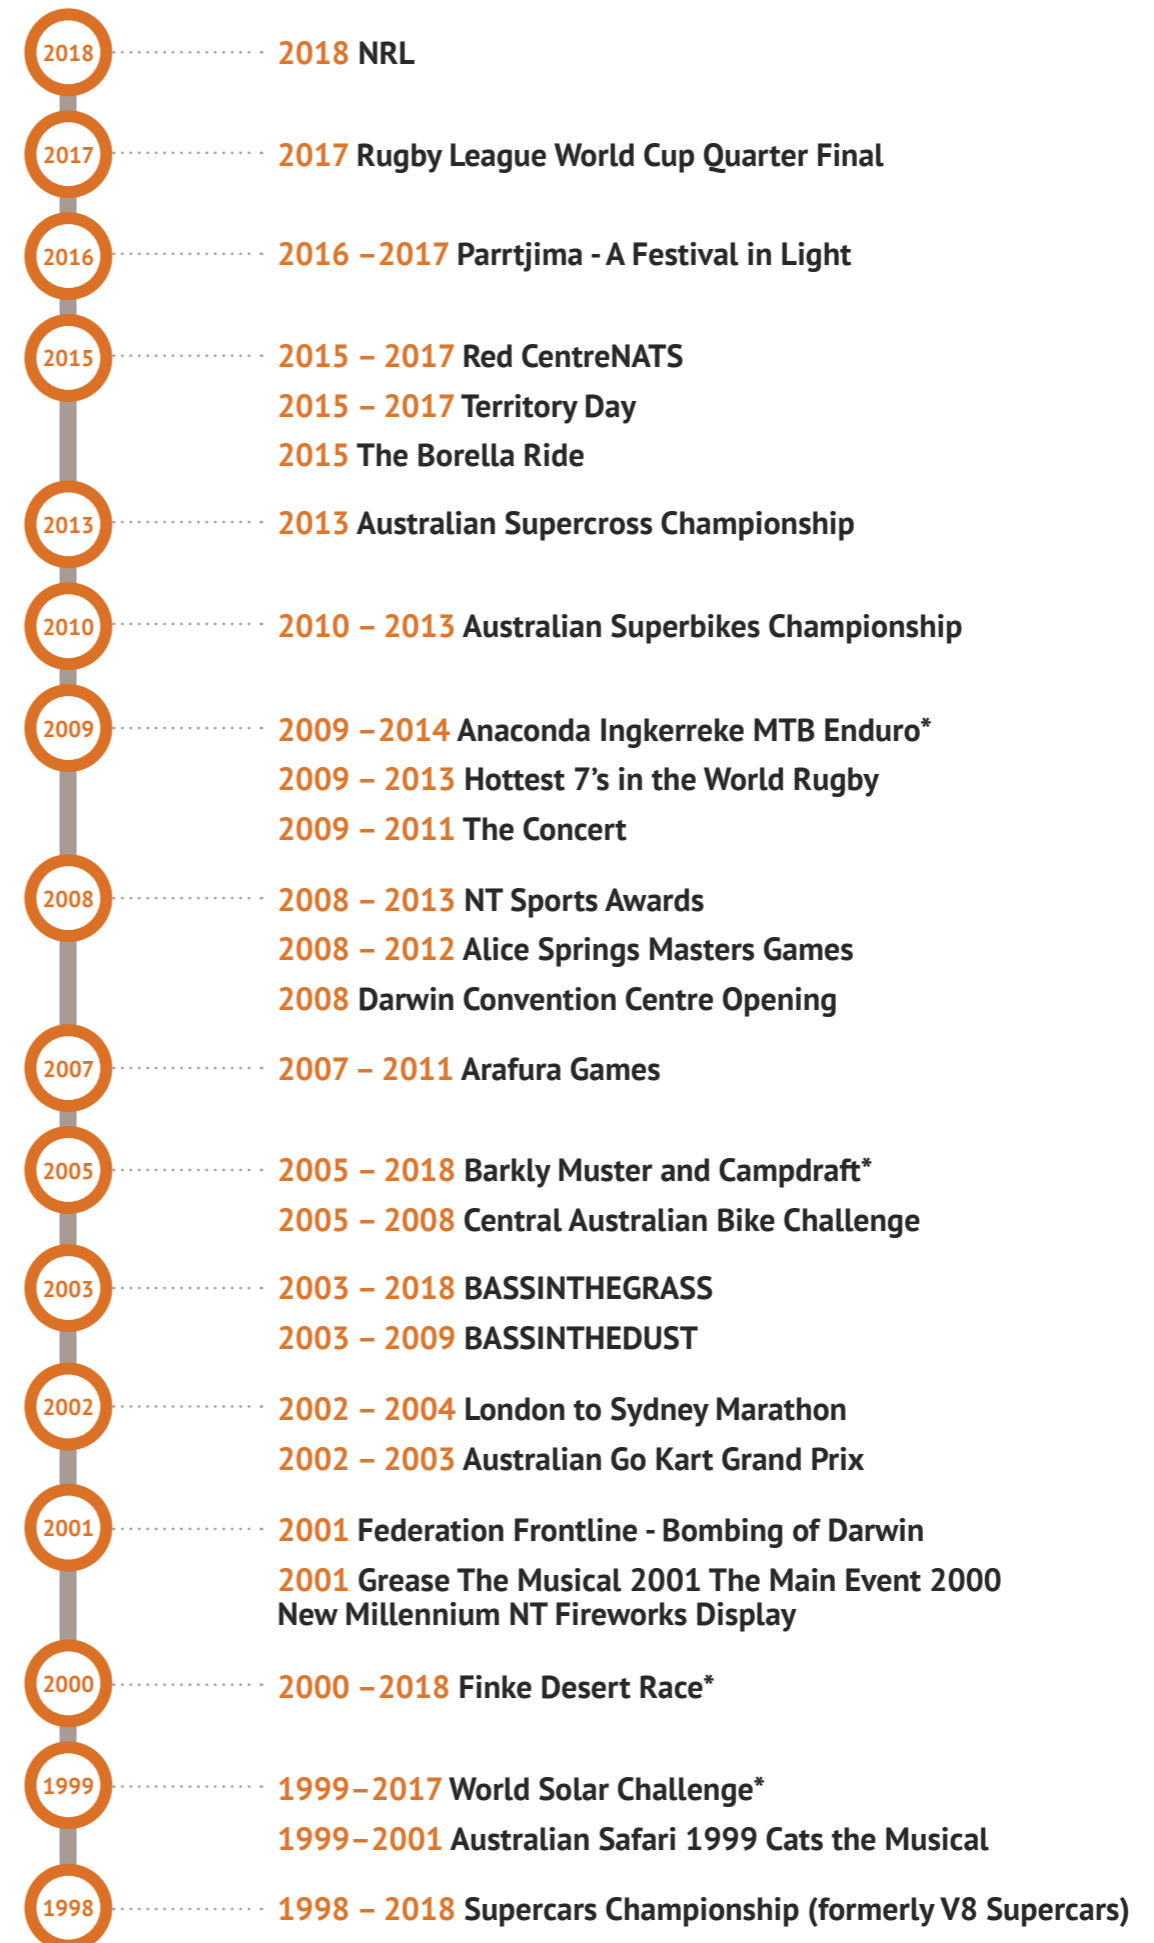 2018 2018 NRL
2017 2017 Rugby League World Cup Quarter Final
2016 2016 –2017 Parrtjima - A Festival in Light
2015 2015 – 2017 Red CentreNATS
2015 – 2017 Territory Day
2015 The Borella Ride
2013 2013 Australian Supercross Championship
2010 2010 – 2013 Australian Superbikes Championship
2009 2009 –2014 Anaconda Ingkerreke MTB Enduro*
2009 – 2013 Hottest 7’s in the World Rugby
2009 – 2011 The Concert
2008 2008 – 2013 NT Sports Awards
2008 – 2012 Alice Springs Masters Games
2008 Darwin Convention Centre Opening
2007 2007 – 2011 Arafura Games
2005 2005 – 2018 Barkly Muster and Campdraft*
2005 – 2008 Central Australian Bike Challenge
2003 2003 – 2018 BASSINTHEGRASS
2003 – 2009 BASSINTHEDUST
2002 2002 – 2004 London to Sydney Marathon
2002 – 2003 Australian Go Kart Grand Prix
2001 2001 Federation Frontline - Bombing of Darwin
2001 Grease The Musical 2001 The Main Event 2000
New Millennium NT Fireworks Display
2000 2000 –2018 Finke Desert Race*
1999 1999–2017 World Solar Challenge*
1999–2001 Australian Safari 1999 Cats the Musical
1998 1998 – 2018 Supercars Championship (formerly V8 Supercars)